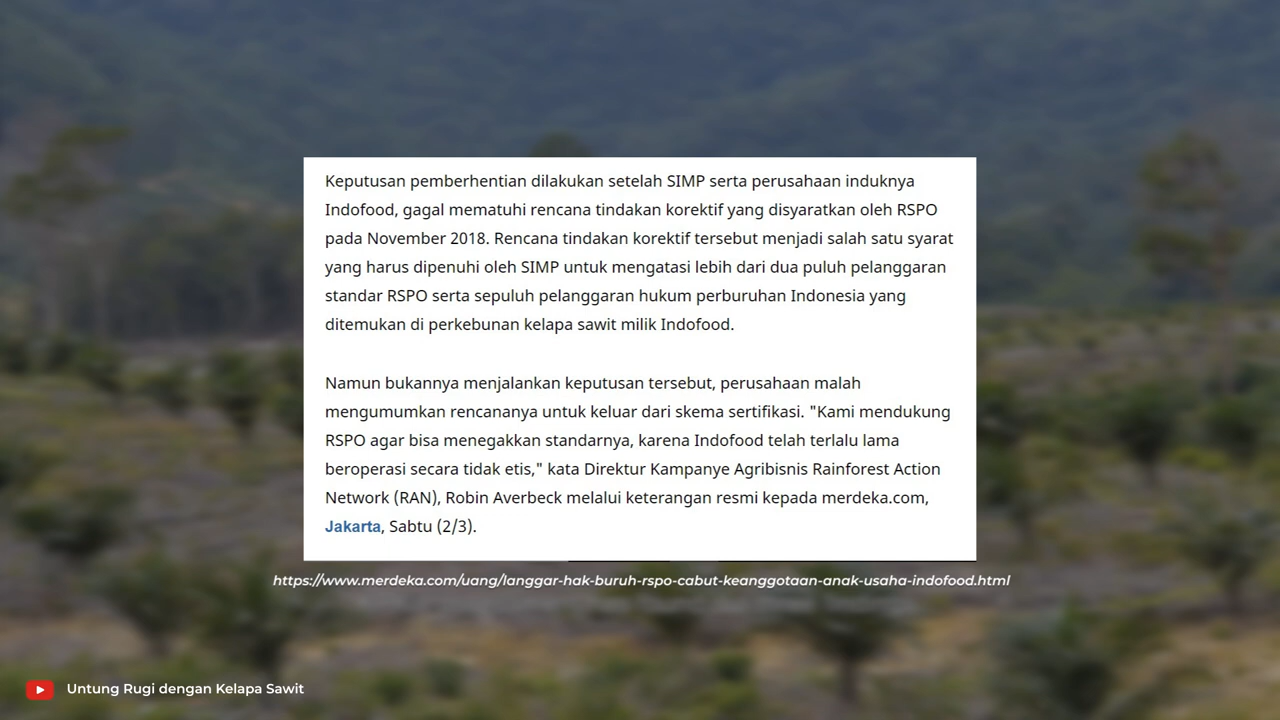 Keputusan pemberhentian dilakukan setelah SIMP serta perusahaan induknya
Indofood, gagal mematuhi rencana tindakan korektif yang disyaratkan oleh RSPO
pada November 2018. Rencana tindakan korektif tersebut menjadi salah satu syarat
yang harus dipenuhi oleh SIMP untuk mengatasi lebih dari dua puluh pelanggaran
standar RSPO serta sepuluh pelanggaran hukum perburuhan Indonesia yang
ditemukan di perkebunan kelapa sawit milik Indofood.
Namun bukannya menjalankan keputusan tersebut, perusahaan malah
mengumumkan rencananya untuk keluar dari skema sertifikasi. "Kami mendukung
RSPO agar bisa menegakkan standarnya, karena Indofood telah terlalu lama
beroperasi secara tidak etis," kata Direktur Kampanye Agribisnis Rainforest Action
Network (RAN), Robin Averbeck melalui keterangan resmi kepada merdeka.com,
Jakarta, Sabtu (2/3).
https://www.merdeka.com/uang/langgar-hak-buruh-rspo-cabut-keanggotaan-anak-usaha-indofood.html
Untung Rugi dengan Kelapa Sawit